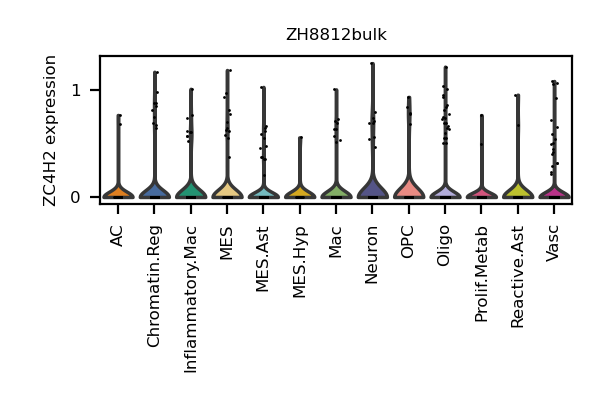 ZH8812bulk
ZC4H2 expression
1
0
AC
Chromatin.Reg
Inflammatory.Mac
MES
MES.Ast
MES.Hyp
Mac
Neuron
OPC
Oligo
Prolif.Metab
Reactive.Ast
Vasc